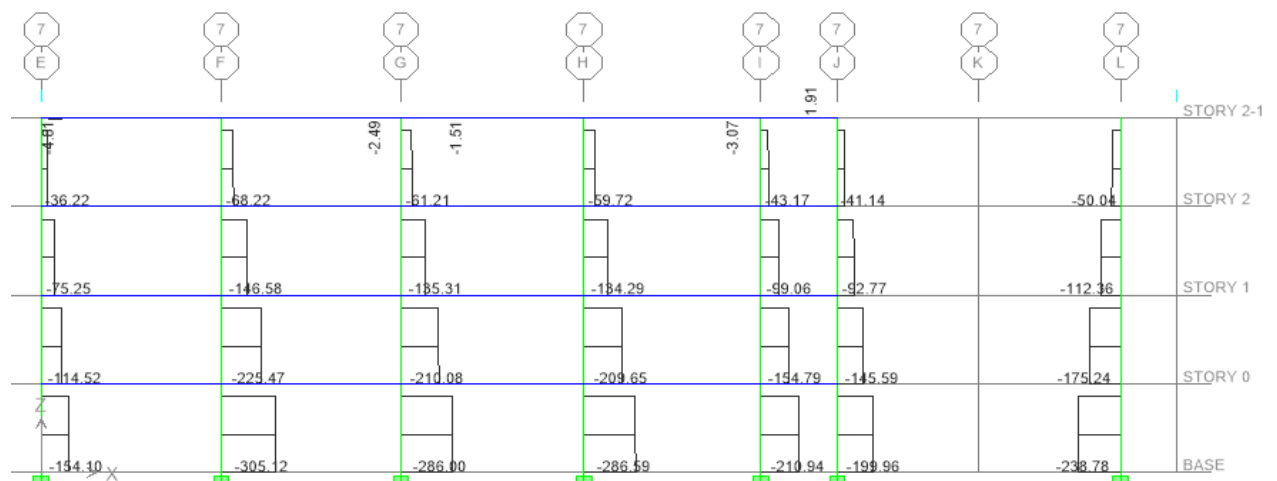 7 7 7 7 7 7 7 7
E F G H I J K L
1.91
STORY 2-1
-4.81 -2.49 -1.51 -3.07
-36.22 -68.22 -61.21 -59.72 -43.17 -41.14 -50.04 STORY 2
-75.25 -146.58 -135.31 -134.29 -99.06 -92.77 -112.36 STORY 1
-114.52 -225.47 -210.08 -209.65 -154.79 -145.59 -175.24 STORY 0
Z
-154.10 X -305.12 -286.00 -286.59 -210.94 -199.96 -238.78 BASE